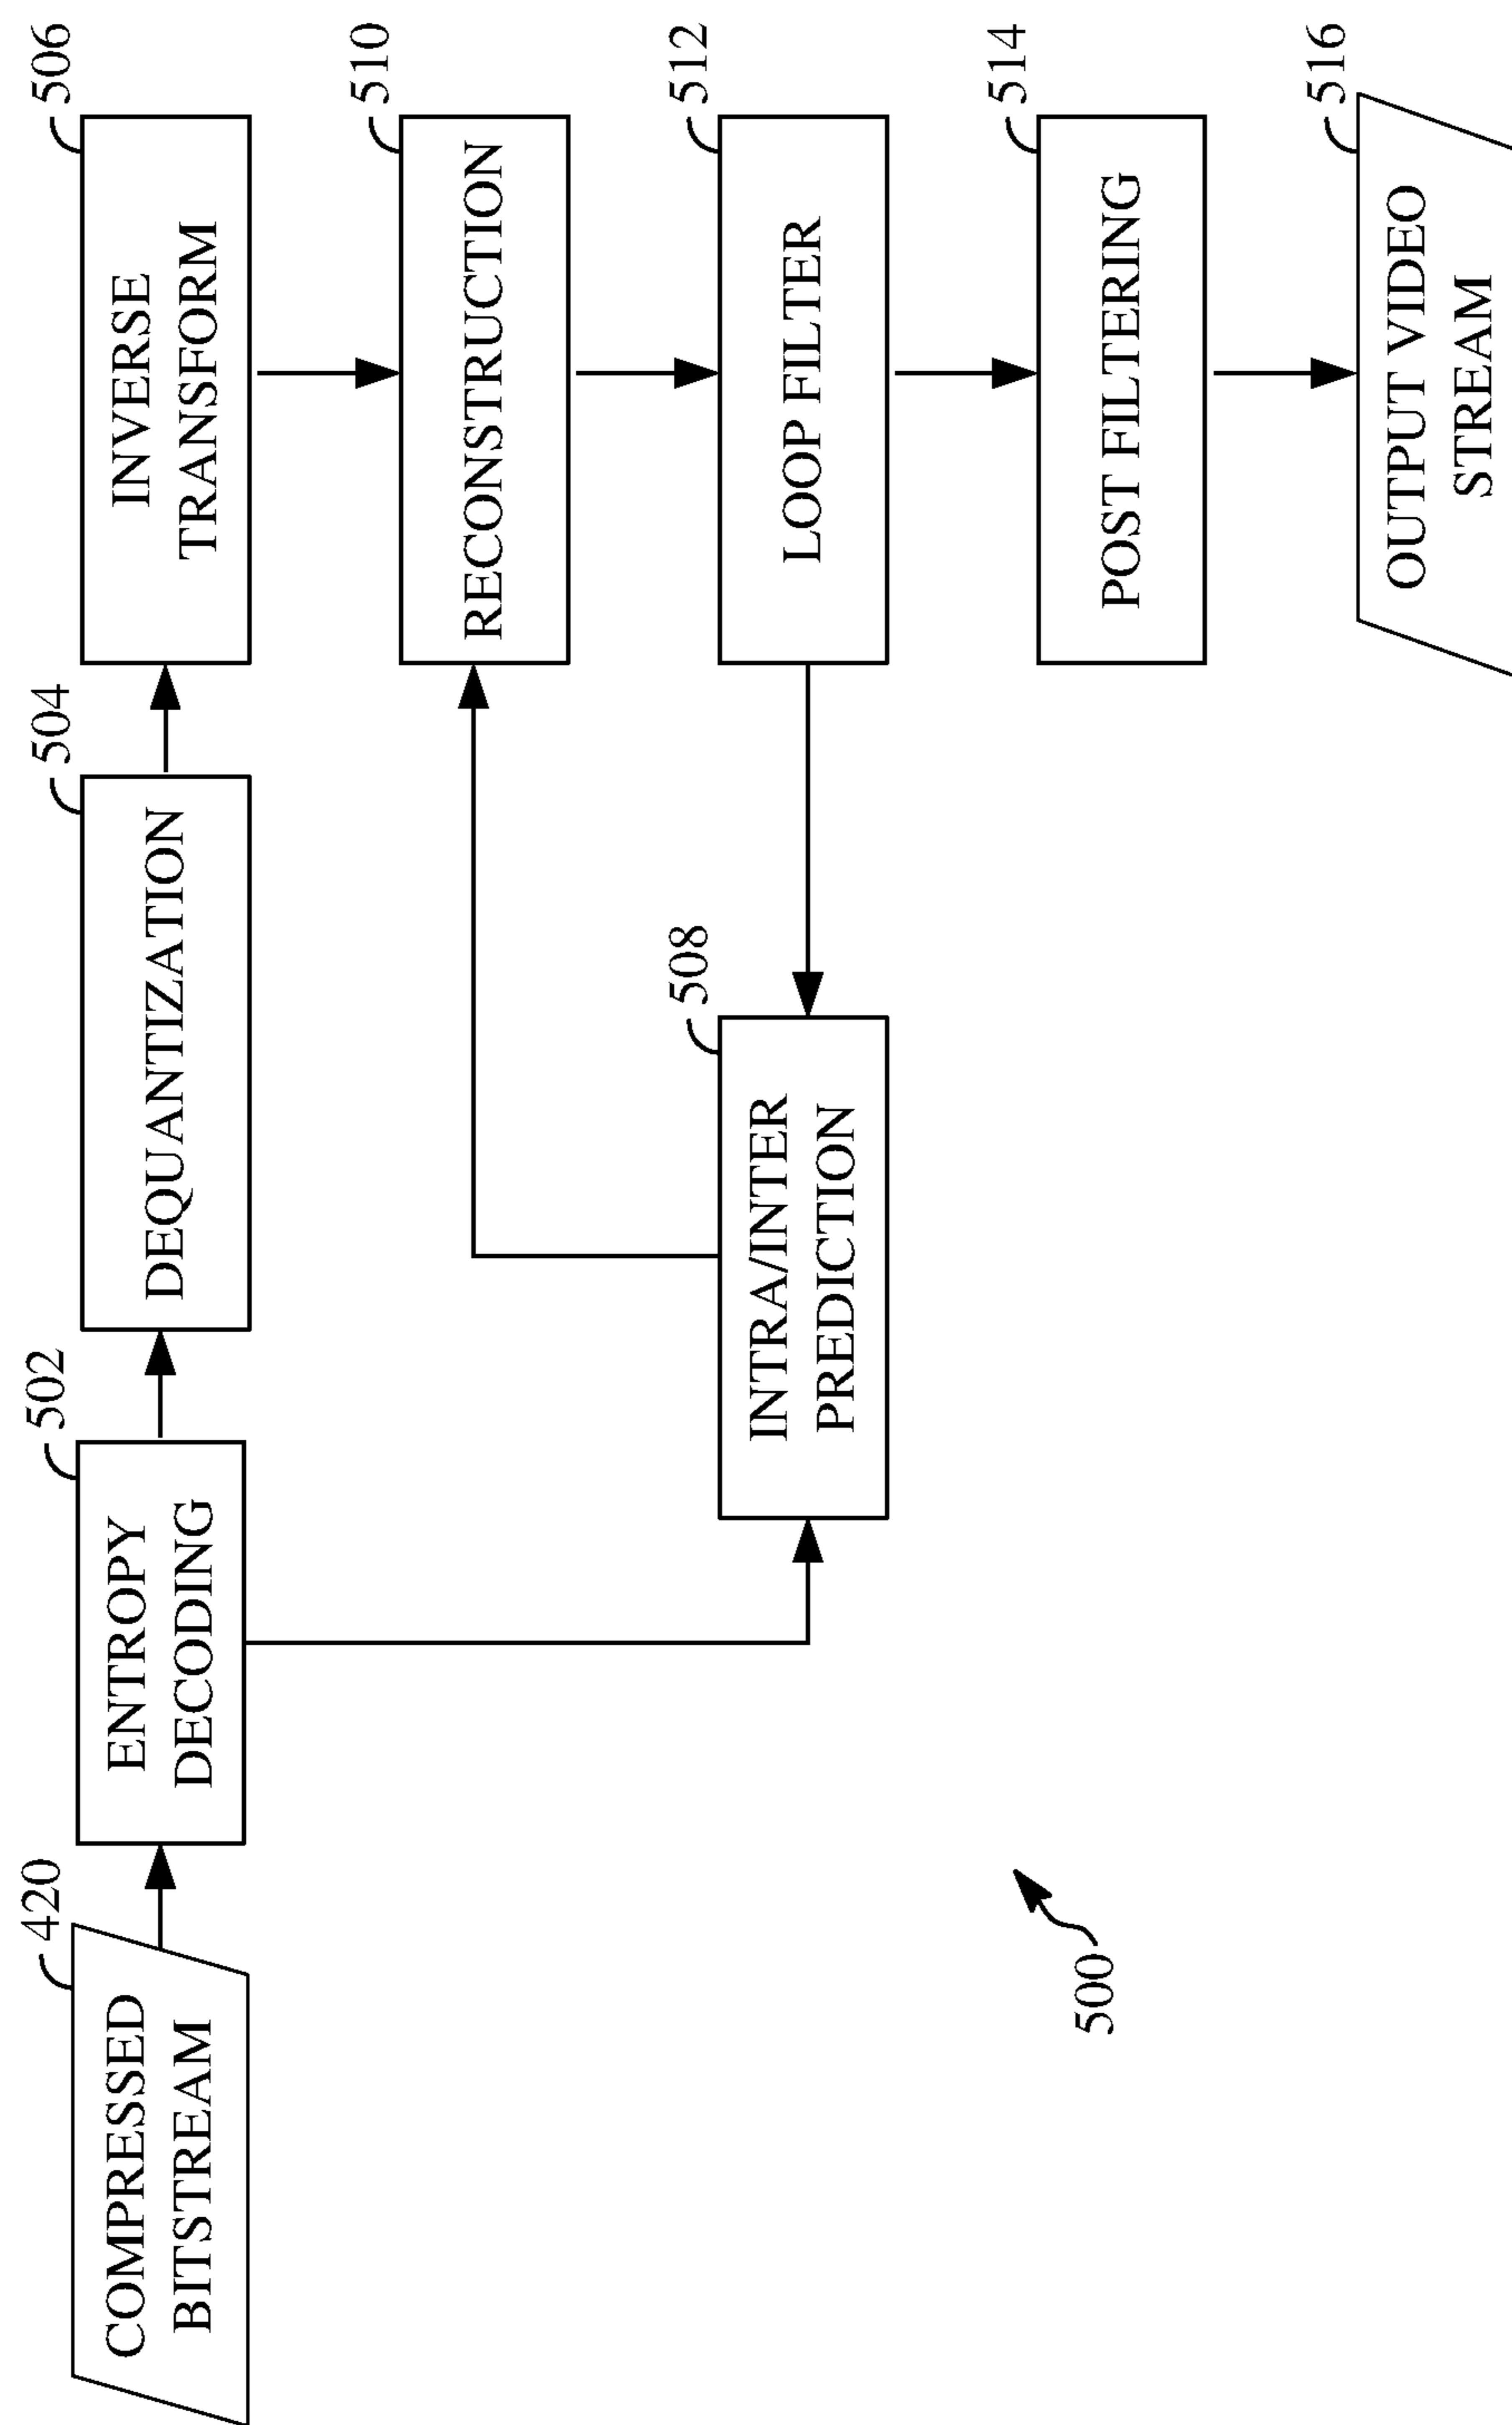 420
COMPRESSED
BITSTREAM
502
ENTROPY
DECODING
504
DEQUANTIZATION
506
INVERSE
TRANSFORM
510
RECONSTRUCTION
508
INTRA/INTER
PREDICTION
512
LOOP FILTER
514
POST FILTERING
516
OUTPUT VIDEO
STREAM
500